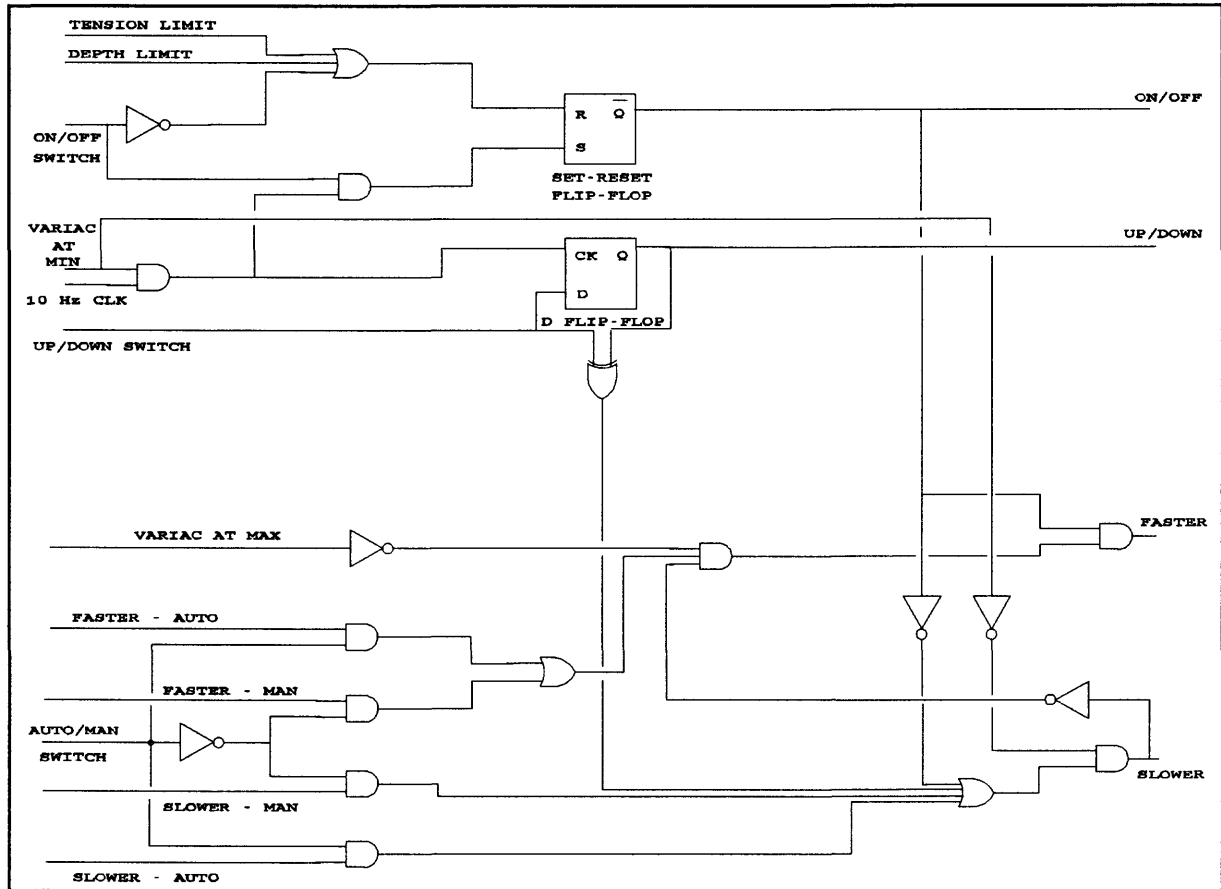 TENSION LIMIT
DEPTH LIMIT
ON/OFF
SWITCH
R Q
S
SET-RESET
FLIP-FLOP
ON/OFF
VARIAC
AT
MIN
10 Hz CLK
CK Q
D
D FLIP-FLOP
UP/DOWN
UP/DOWN SWITCH
VARIAC AT MAX
FASTER
FASTER - AUTO
FASTER - MAN
AUTO/MAN
SWITCH
SLOWER - MAN
SLOWER
SLOWER - AUTO